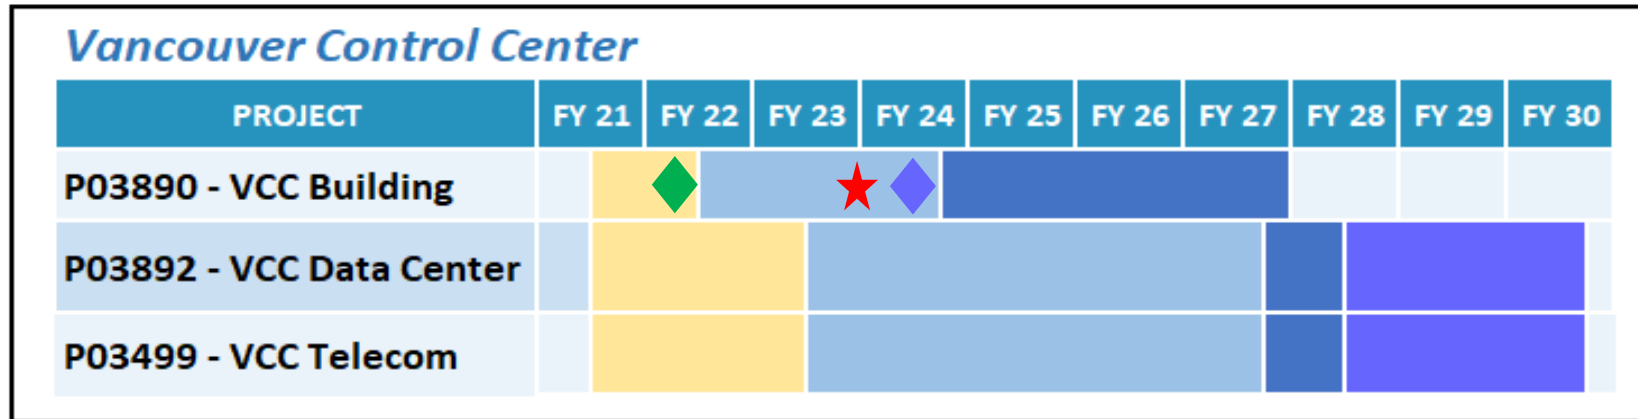 Vancouver Control Center
PROJECT FY 21 FY 22 FY 23 FY 24 FY 25 FY 26 FY 27 FY 28 FY 29 FY 30
P03890 - VCC Building
P03892 - VCC Data Center
P03499 - VCC Telecom